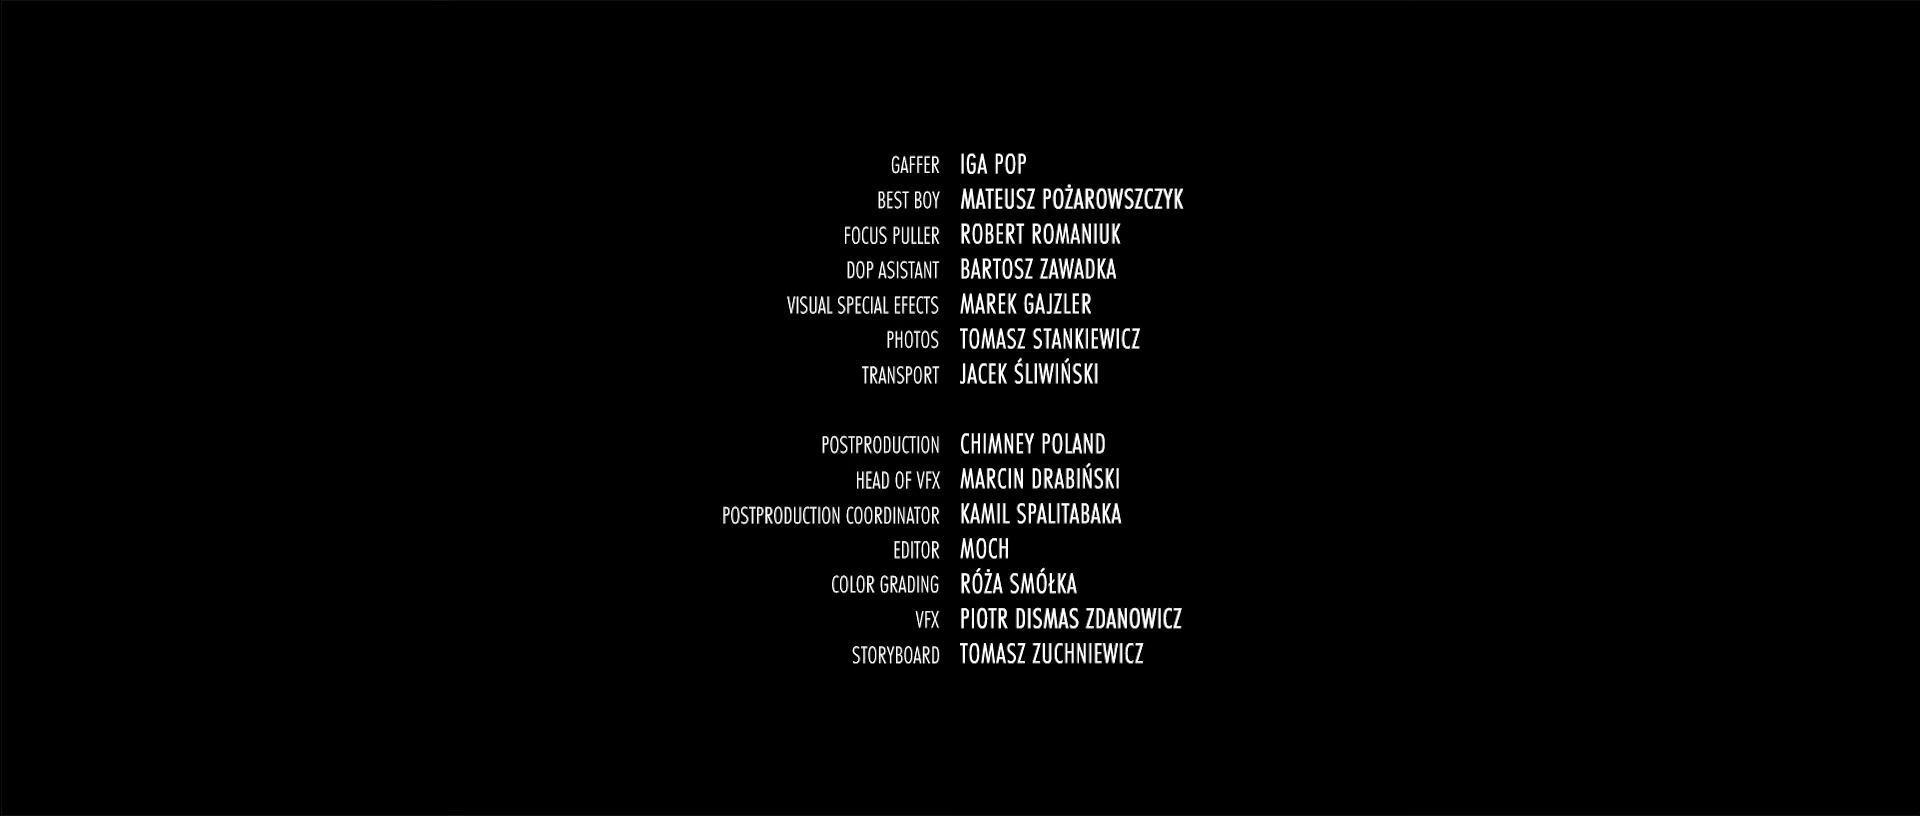 GAFFER IGA POP
BEST BOY MATEUSZ POŻAROWSZCZYK
FOCUS PULLER ROBERT ROMANIUK
DOP ASISTANT BARTOSZ ZAWADKA
VISUAL SPECIAL EFECTS MAREK GAJZLER
PHOTOS TOMASZ STANKIEWICZ
TRANSPORT JACEK ŚLIWIŃSKI
POSTPRODUCTION CHIMNEY POLAND
HEAD OF VFX MARCIN DRABIŃSKI
POSTPRODUCTION COORDINATOR KAMIL SPALITABAKA
EDITOR MOCH
COLOR GRADING RÓŻA SMÓŁKA
VFX PIOTR DISMAS ZDANOWICZ
STORYBOARD TOMASZ ZUCHNIEWICZ